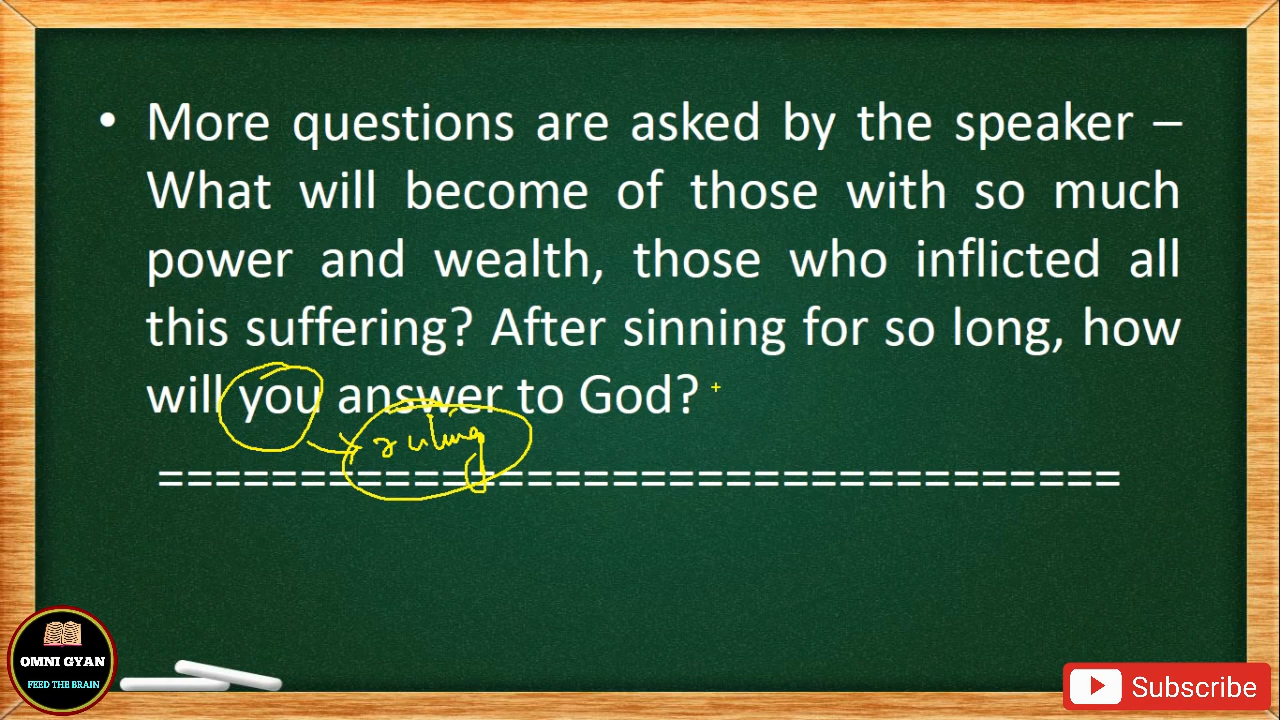 • More questions are asked by the speaker –
What will become of those with so much
power and wealth, those who inflicted all
this suffering? After sinning for so long, how
will you answer to God?
ruling
==================================
OMNI GYAN
FEED THE BRAIN
Subscribe